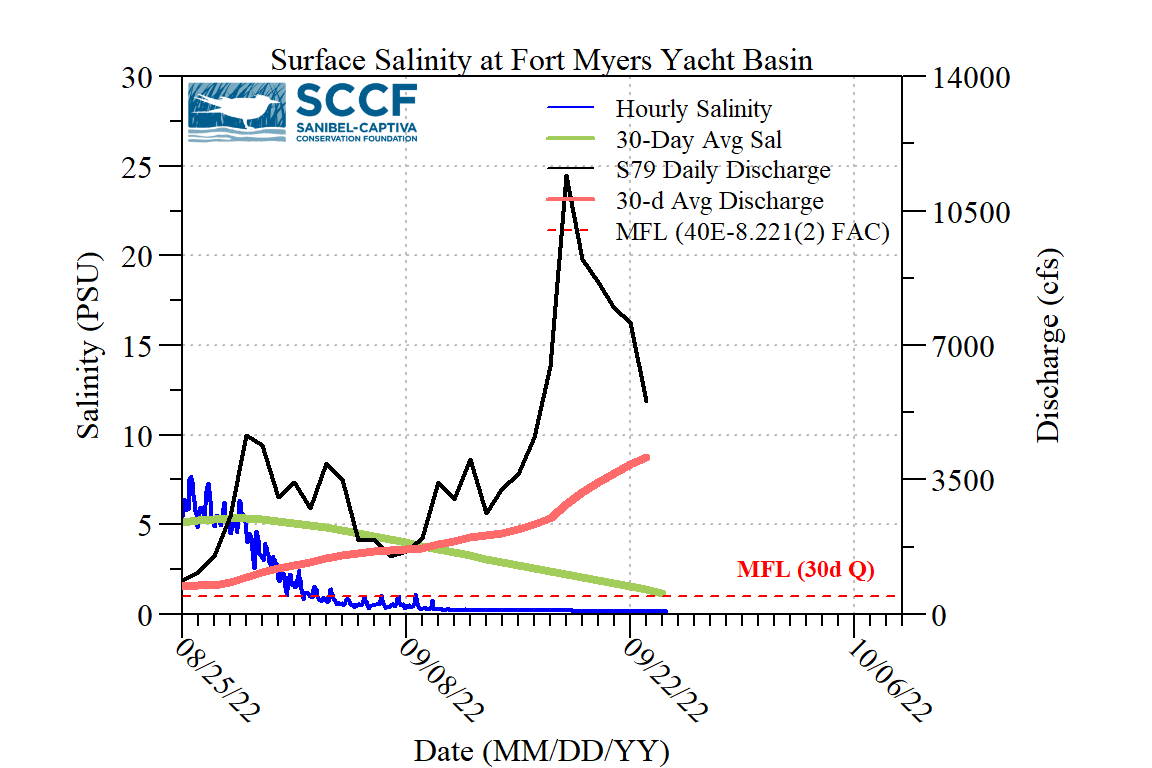 Surface Salinity at Fort Myers Yacht Basin
SCCF
SANIBEL-CAPTIVA
CONSERVATION FOUNDATION
Hourly Salinity
30-Day Avg Sal
S79 Daily Discharge
30-d Avg Discharge
MFL (40E-8.221(2) FAC)
30
25
20
15
10
5
0
Salinity (PSU)
14000
10500
7000
3500
0
Discharge (cfs)
MFL (30d Q)
08/25/22
09/08/22
09/22/22
10/06/22
Date (MM/DD/YY)